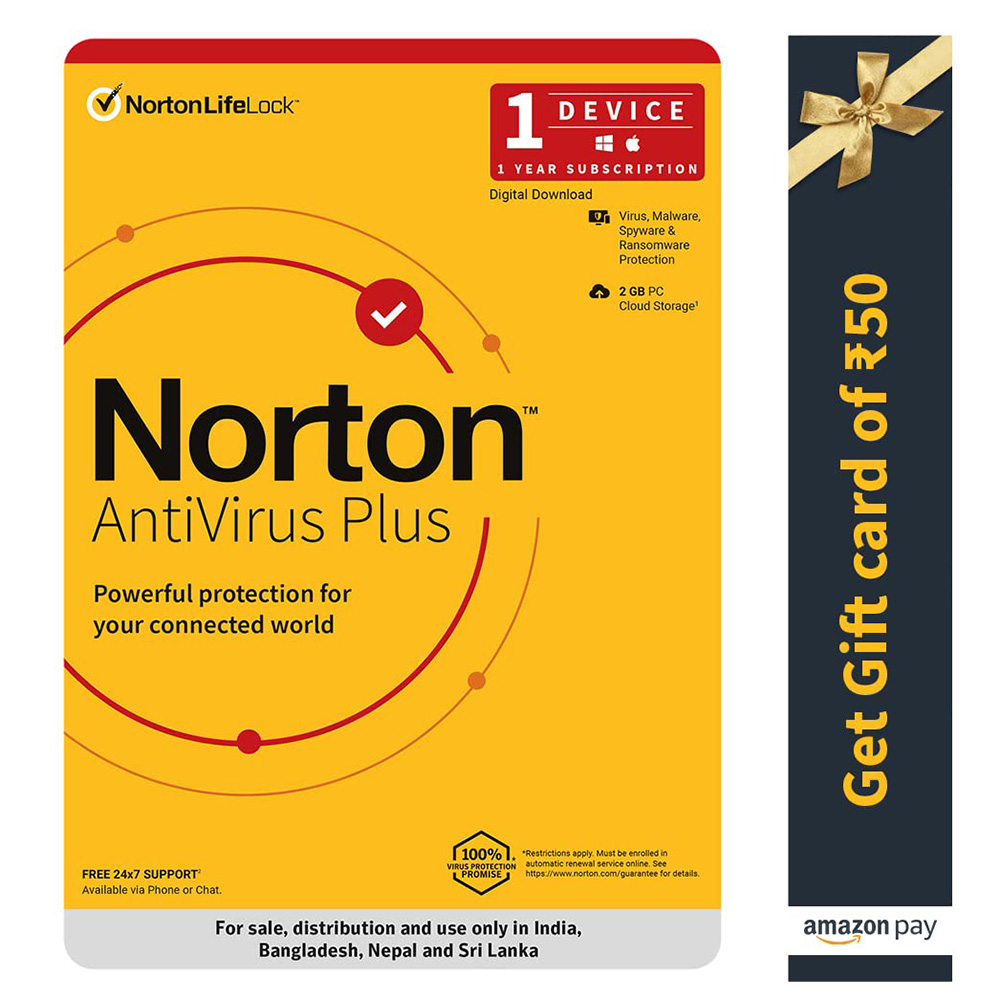 NortonLifeLock™
1 DEVICE
1 YEAR SUBSCRIPTION
Digital Download
Virus, Malware,
Spyware &
Ransomware
Protection
2 GB PC
Cloud Storage¹
Norton™
AntiVirus Plus
Powerful protection for
your connected world
FREE 24x7 SUPPORT²
Available via Phone or Chat.
100%
VIRUS PROTECTION
PROMISE
*Restrictions apply. Must be enrolled in
automatic renewal service online. See
https://www.norton.com/guarantee for details.
For sale, distribution and use only in India,
Bangladesh, Nepal and Sri Lanka
Get Gift card of ₹50
amazon pay